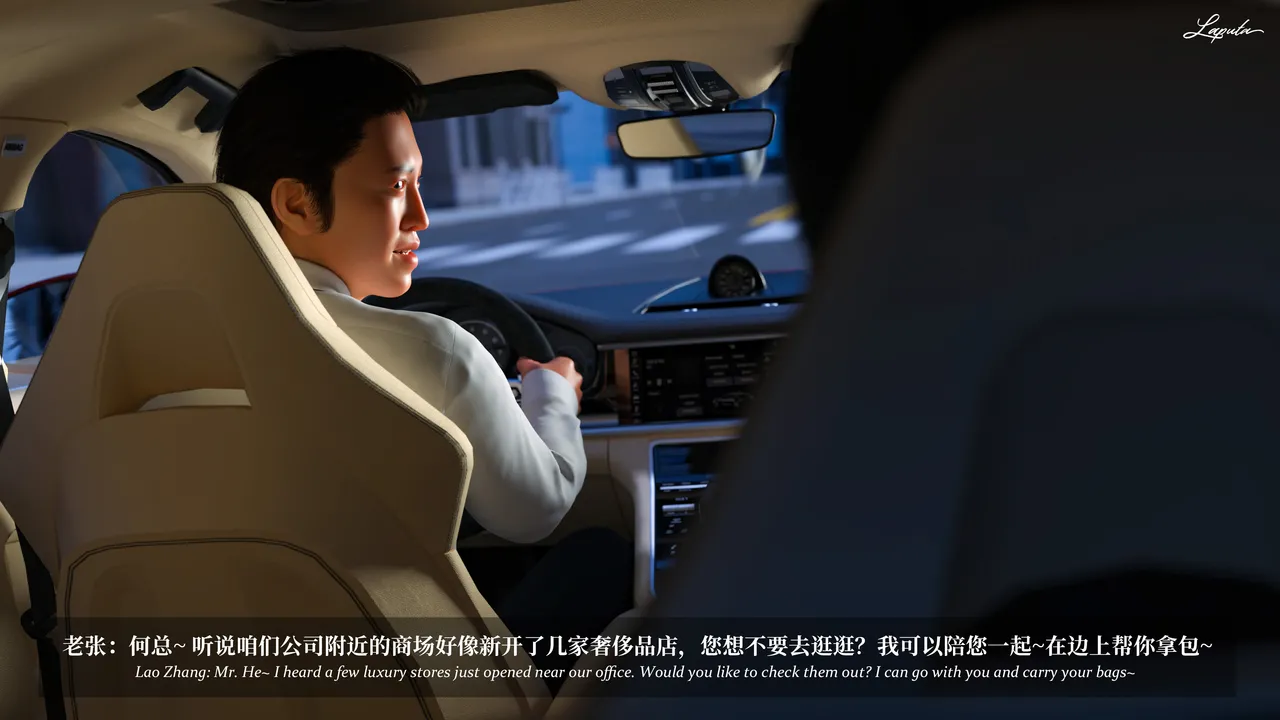 Laputa
老张：何总~ 听说咱们公司附近的商场好像新开了几家奢侈品店，您想不要去逛逛？我可以陪您一起~在边上帮你拿包~
Lao Zhang: Mr. He~ I heard a few luxury stores just opened near our office. Would you like to check them out? I can go with you and carry your bags~